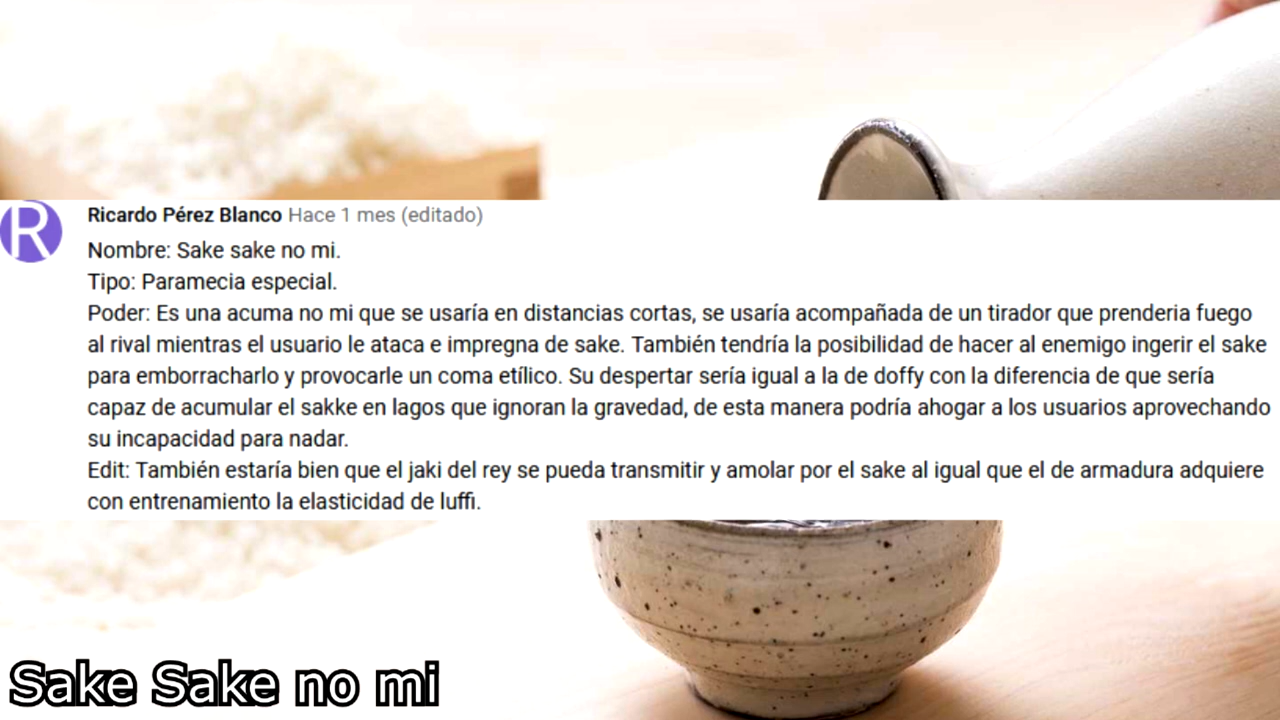 R
Ricardo Pérez Blanco Hace 1 mes (editado)
Nombre: Sake sake no mi.
Tipo: Paramecia especial.
Poder: Es una acuma no mi que se usaría en distancias cortas, se usaría acompañada de un tirador que prenderia fuego
al rival mientras el usuario le ataca e impregna de sake. También tendría la posibilidad de hacer al enemigo ingerir el sake
para emborracharlo y provocarle un coma etílico. Su despertar sería igual a la de doffy con la diferencia de que sería
capaz de acumular el sakke en lagos que ignoran la gravedad, de esta manera podría ahogar a los usuarios aprovechando
su incapacidad para nadar.
Edit: También estaría bien que el jaki del rey se pueda transmitir y amolar por el sake al igual que el de armadura adquiere
con entrenamiento la elasticidad de luffi.
Sake Sake no mi